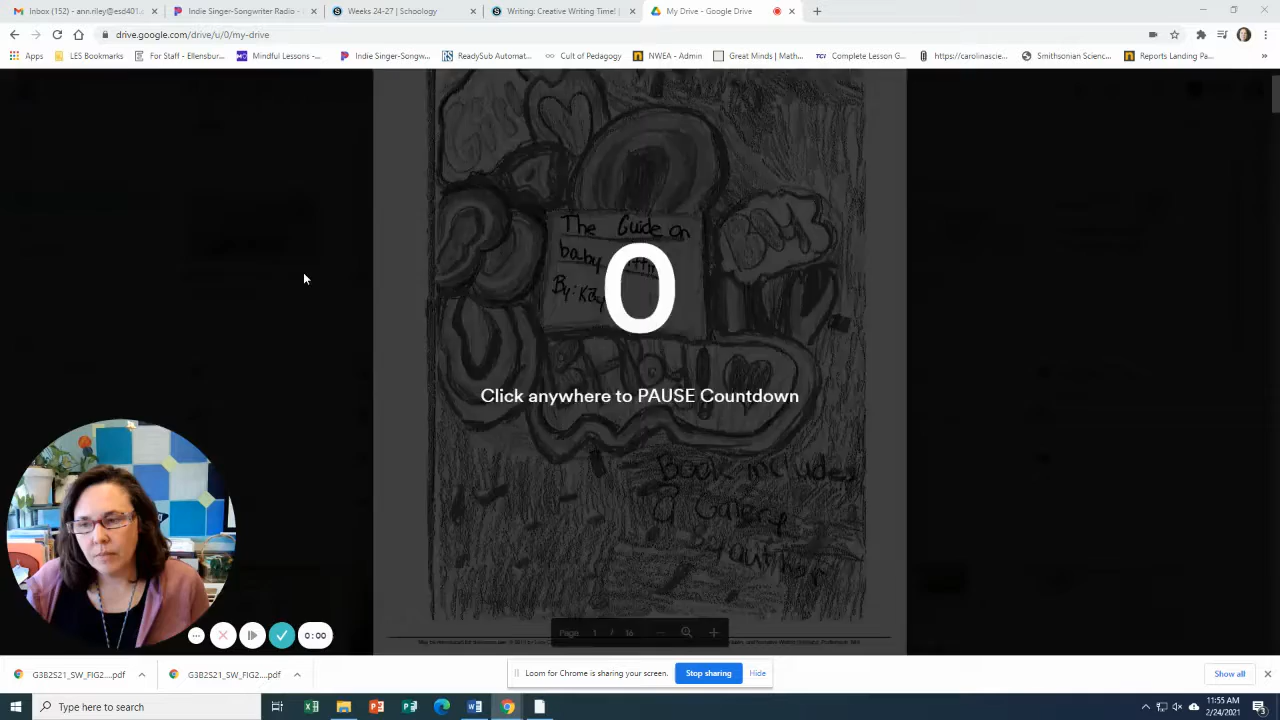 Inbox (152) - ann.riley@esd401.
Indie Singer-Songwriter Radio -
Weeks 24-27 | Schoology
Writing: Creative Writing Time! |
My Drive - Google Drive
drive.google.com/drive/u/0/my-drive
Apps
LES Bookmarks
For Staff - Ellensbur...
Mindful Lessons -...
Indie Singer-Songw...
ReadySub Automat...
Cult of Pedagogy
NWEA - Admin
Great Minds | Math...
TCI
Complete Lesson G...
https://carolinascie...
Smithsonian Scienc...
Reports Landing Pa...
The Guide on
baby
By:
0
Click anywhere to PAUSE Countdown
Book includes
Page 1 / 16
0:00
G3B2S21_SW_FIG2....pdf
G3B2S21_SW_FIG2....pdf
Loom for Chrome is sharing your screen.
Stop sharing
Hide
Show all
Type here to search
11:55 AM
2/24/2021
3